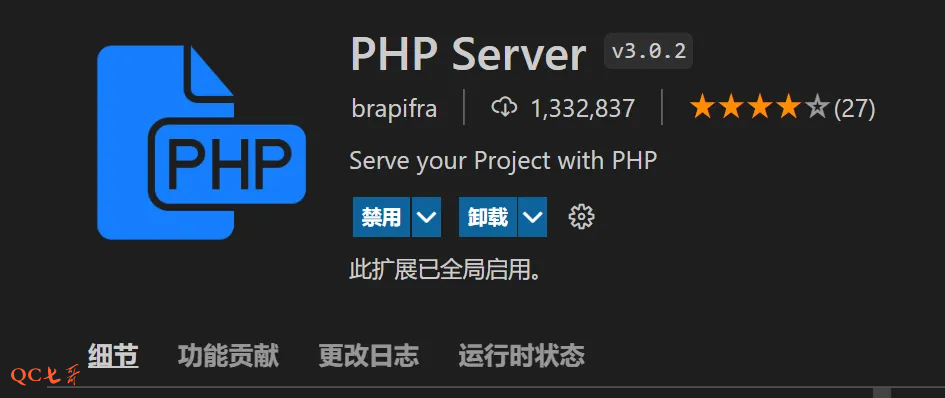 PHP
PHP Server v3.0.2
brapifra 1,332,837 (27)
Serve your Project with PHP
禁用 卸载
此扩展已全局启用。
细节 功能贡献 更改日志 运行时状态
QC七哥